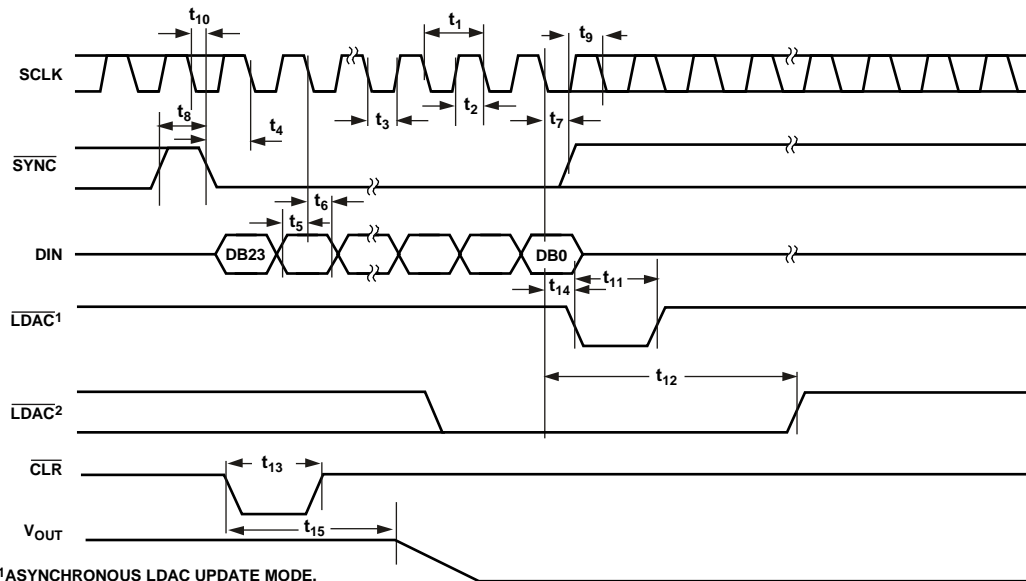 t10
t1
t9
SCLK
t8
t4
t3
t2
t7
SYNC
t6
t5
DIN
DB23
DB0
t14
t11
LDAC1
t12
LDAC2
CLR
t13
t15
VOUT
1ASYNCHRONOUS LDAC UPDATE MODE.